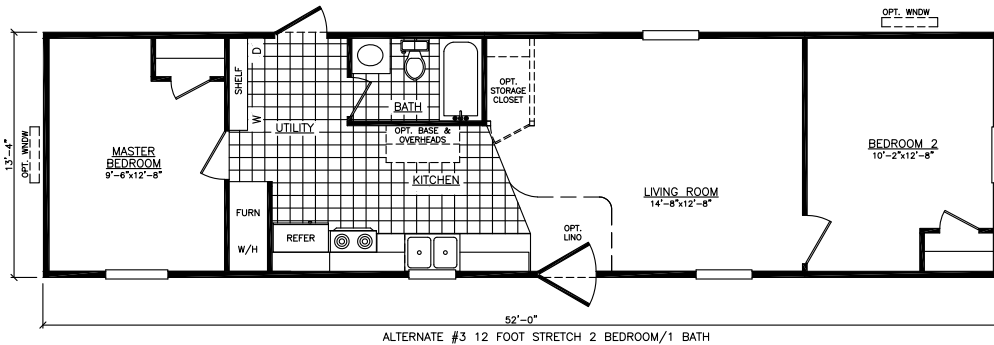 OPT. WNDW
13'-4"
OPT. WNDW
MASTER
BEDROOM
9'-6"x12'-8"
SHELF
D
W
UTILITY
BATH
OPT. BASE &
OVERHEADS
KITCHEN
OPT.
STORAGE
CLOSET
FURN
W/H
REFER
LIVING ROOM
14'-8"x12'-8"
OPT.
LINO
BEDROOM 2
10'-2"x12'-8"
52'-0"
ALTERNATE #3 12 FOOT STRETCH 2 BEDROOM/1 BATH